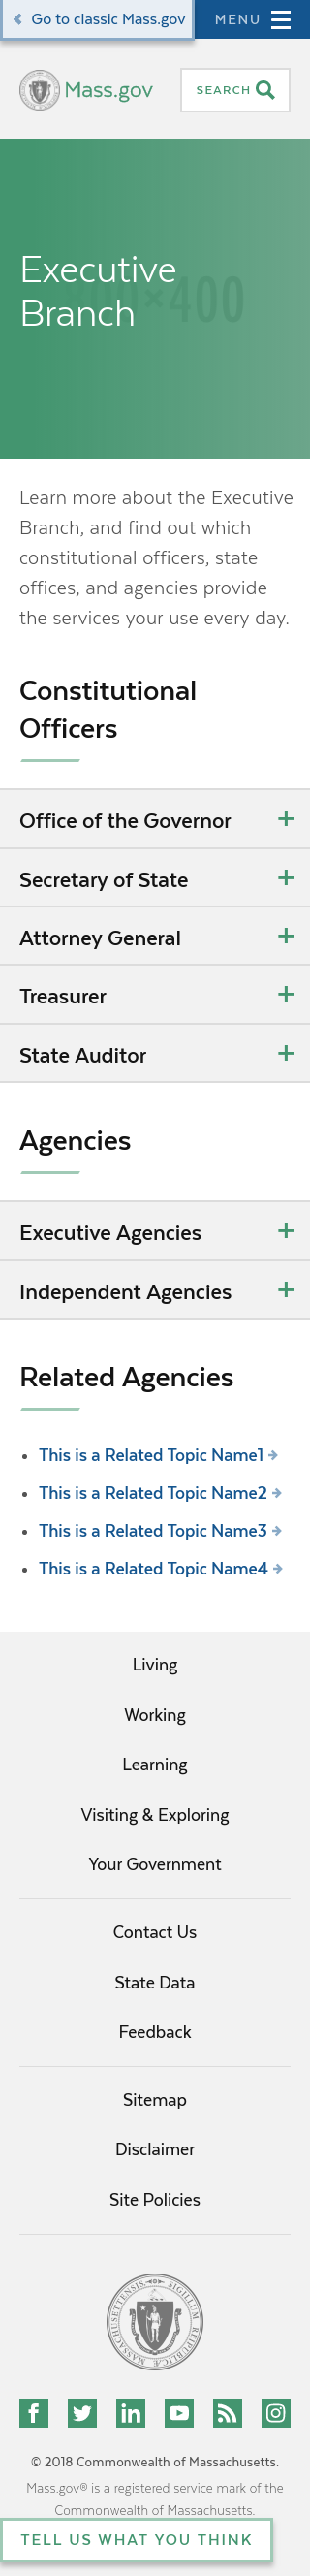 Go to classic Mass.gov
MENU
Mass.gov
SEARCH
Executive
Branch
×400
Learn more about the Executive
Branch, and find out which
constitutional officers, state
offices, and agencies provide
the services your use every day.
Constitutional
Officers
Office of the Governor
Secretary of State
Attorney General
Treasurer
State Auditor
Agencies
Executive Agencies
Independent Agencies
Related Agencies
This is a Related Topic Name1
This is a Related Topic Name2
This is a Related Topic Name3
This is a Related Topic Name4
Living
Working
Learning
Visiting & Exploring
Your Government
Contact Us
State Data
Feedback
Sitemap
Disclaimer
Site Policies
© 2018 Commonwealth of Massachusetts.
Mass.gov® is a registered service mark of the
Commonwealth of Massachusetts.
TELL US WHAT YOU THINK